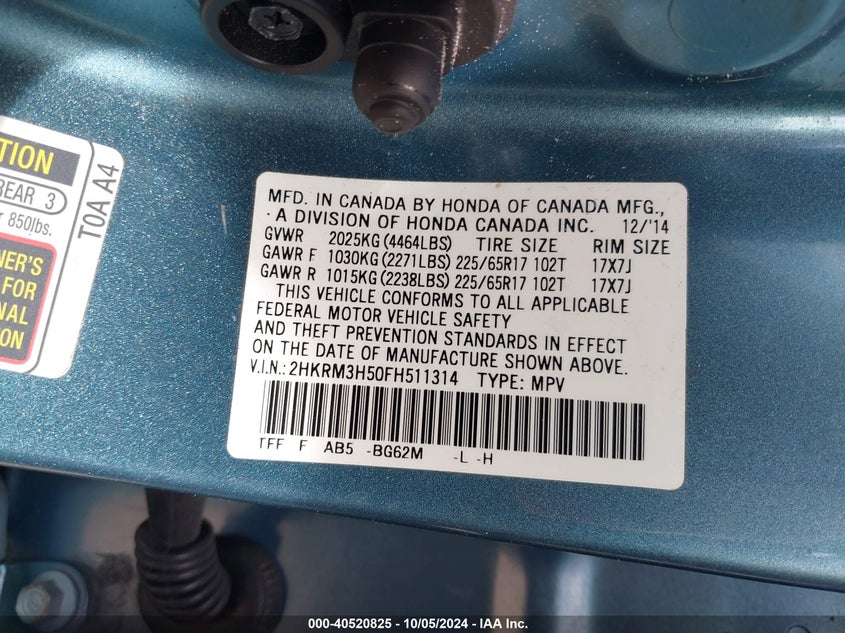 TION
REAR 3
850lbs.
NER'S
FOR
NAL
TION
TOA A4
MFD. IN CANADA BY HONDA OF CANADA MFG.,
A DIVISION OF HONDA CANADA INC. 12/'14
GVWR 2025KG (4464LBS) TIRE SIZE RIM SIZE
GAWR F 1030KG (2271LBS) 225/65R17 102T 17X7J
GAWR R 1015KG (2238LBS) 225/65R17 102T 17X7J
THIS VEHICLE CONFORMS TO ALL APPLICABLE
FEDERAL MOTOR VEHICLE SAFETY
AND THEFT PREVENTION STANDARDS IN EFFECT
ON THE DATE OF MANUFACTURE SHOWN ABOVE.
V.I.N.: 2HKRM3H50FH511314 TYPE: MPV
TFF F AB5 -BG62M -L -H
000-40520825 - 10/05/2024 - IAAI.COM